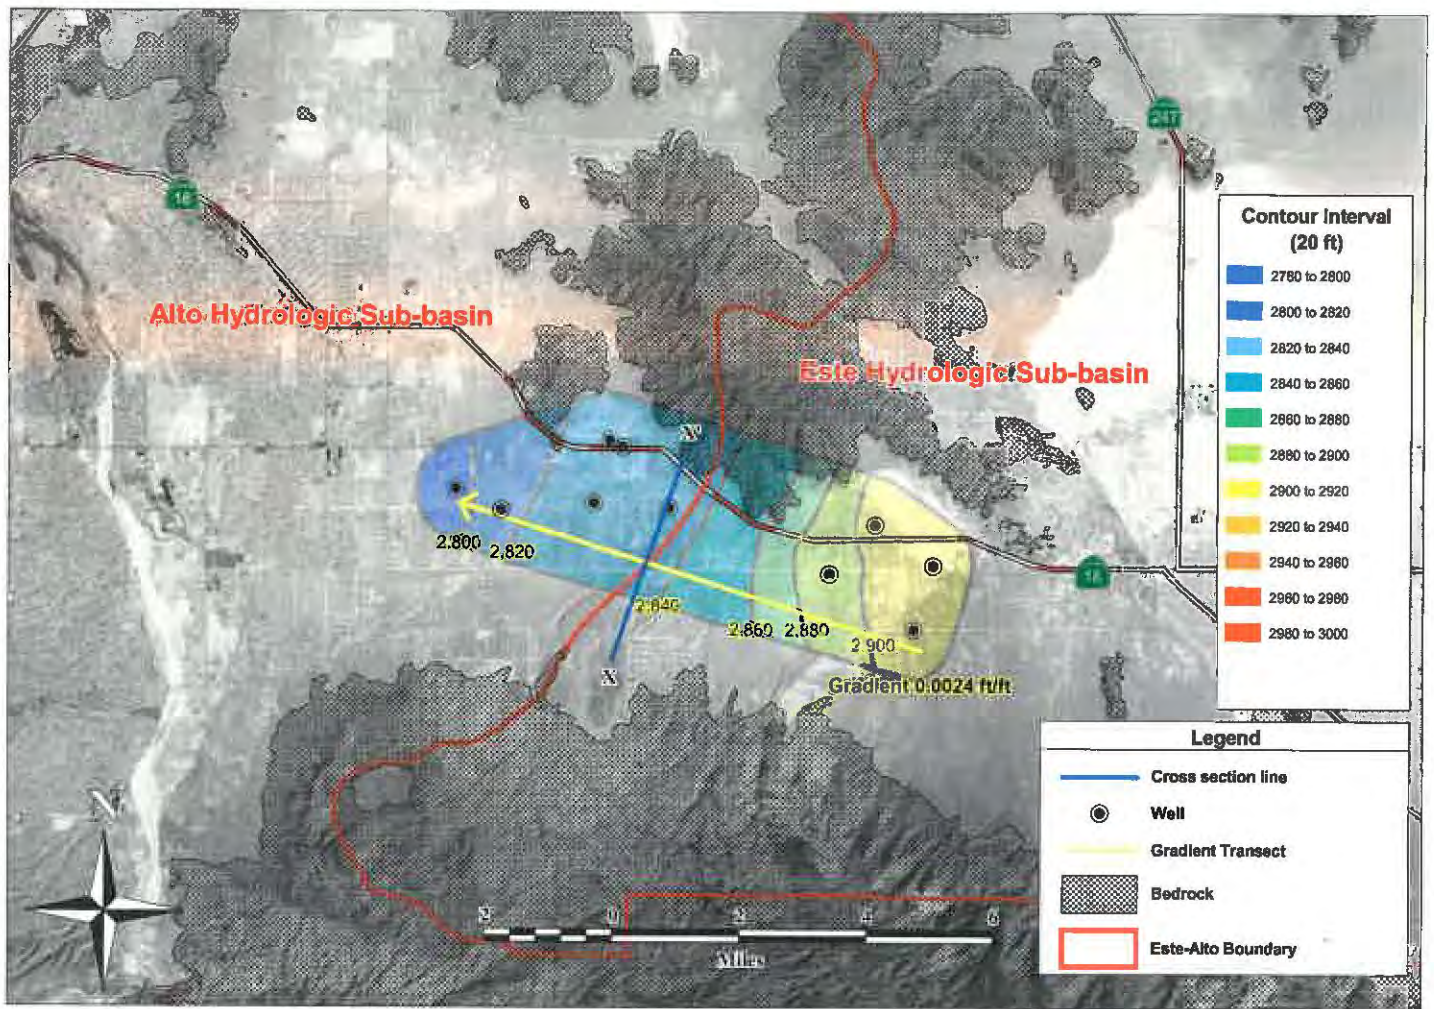 247
18
Contour Interval
(20 ft)
2780 to 2800
2800 to 2820
2820 to 2840
2840 to 2860
2860 to 2880
2880 to 2900
2900 to 2920
2920 to 2940
2940 to 2960
2960 to 2980
2980 to 3000
Alto Hydrologic Sub-basin
Este Hydrologic Sub-basin
X'
2,800
2,820
2,840
2,860
2,880
2,900
X
Gradient 0.0024 ft/ft
Legend
Cross section line
Well
Gradient Transect
Bedrock
Este-Alto Boundary
N
2 0 2 4 6
Miles